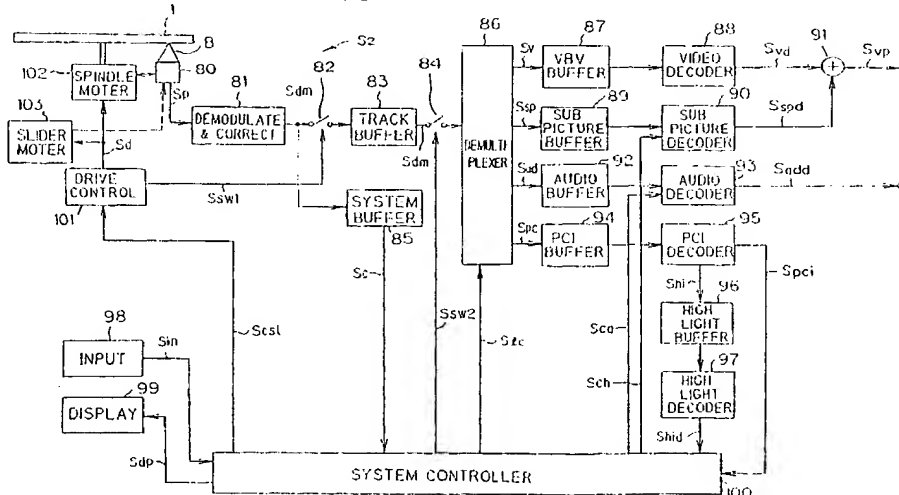 1
8
S2
86
87
88
91
102
SPINDLE
MOTER
80
Sp
81
Sdm
82
83
84
Sv
VBV
BUFFER
VIDEO
DECODER
Svd
Svp
103
SLIDER
MOTER
DEMODULATE
& CORRECT
TRACK
BUFFER
Sdm
DEMULTI
PLEXER
Ssp
89
SUB
PICTURE BUFFER
90
SUB
PICTURE DECODER
Sspd
Sd
DRIVE
CONTROL
101
Ssw1
SYSTEM
BUFFER
85
Sud
92
AUDIO
BUFFER
93
AUDIO
DECODER
Sadd
Spc
94
PCI
BUFFER
95
PCI
DECODER
Sc
Shi
Spci
96
HIGH
LIGHT
BUFFER
Scsl
Ssw2
Slc
Sca
Sch
97
HIGH
LIGHT
DECODER
98
INPUT
Sin
99
DISPLAY
Sdp
Shid
SYSTEM CONTROLLER
100